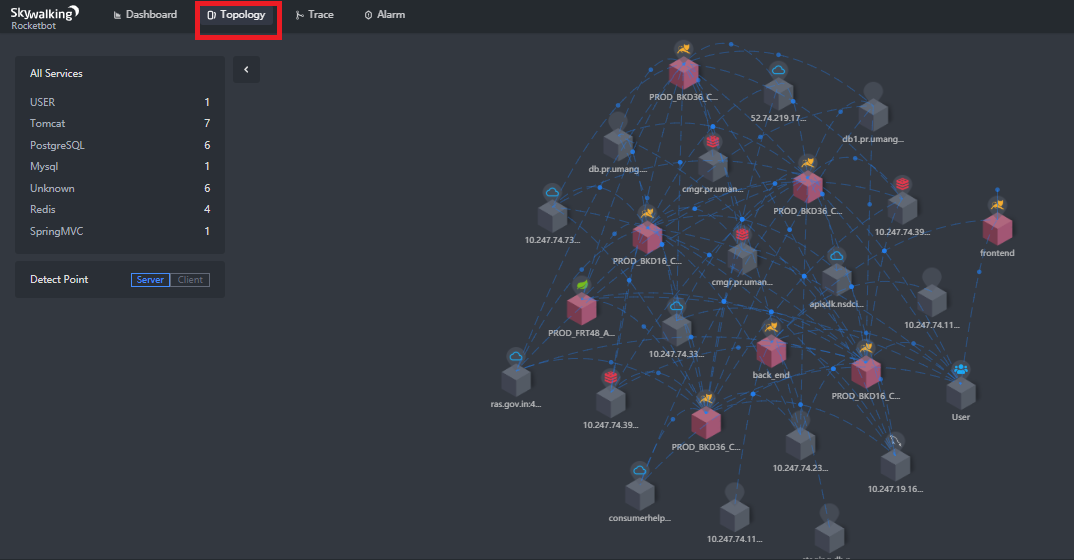 Skywalking
Rocketbot
Dashboard
Topology
Trace
Alarm
All Services
USER 1
Tomcat 7
PostgreSQL 6
Mysql 1
Unknown 6
Redis 4
SpringMVC 1
Detect Point Server Client
PROD_BKD36_C...
52.74.219.17...
db1.pr.umang...
db.pr.umang....
cmgr.pr.uman...
PROD_BKD36_C...
10.247.74.73...
10.247.74.39...
PROD_BKD16_C...
frontend
cmgr.pr.uman...
apisdk.nsdci...
PROD_FRT48_A...
10.247.74.11...
10.247.74.33...
back_end
ras.gov.in:4...
PROD_BKD16_C...
User
10.247.74.39...
PROD_BKD36_C...
10.247.74.23...
10.247.19.16...
consumerhelp...
10.247.74.11...